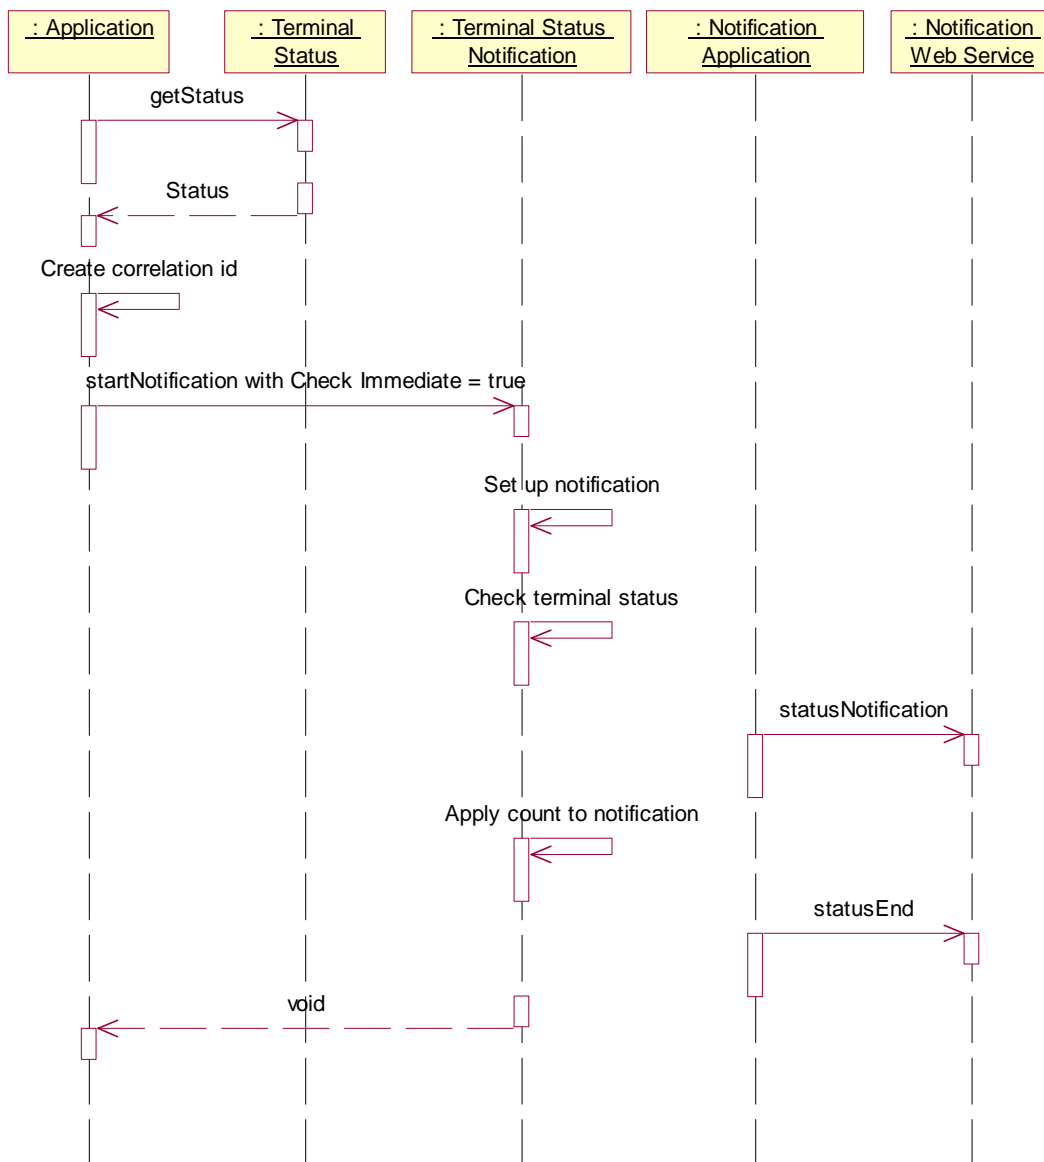 : Application
: Terminal
Status
: Terminal Status
Notification
: Notification
Application
: Notification
Web Service
getStatus
Status
Create correlation id
startNotification with Check Immediate = true
Set up notification
Check terminal status
statusNotification
Apply count to notification
statusEnd
void